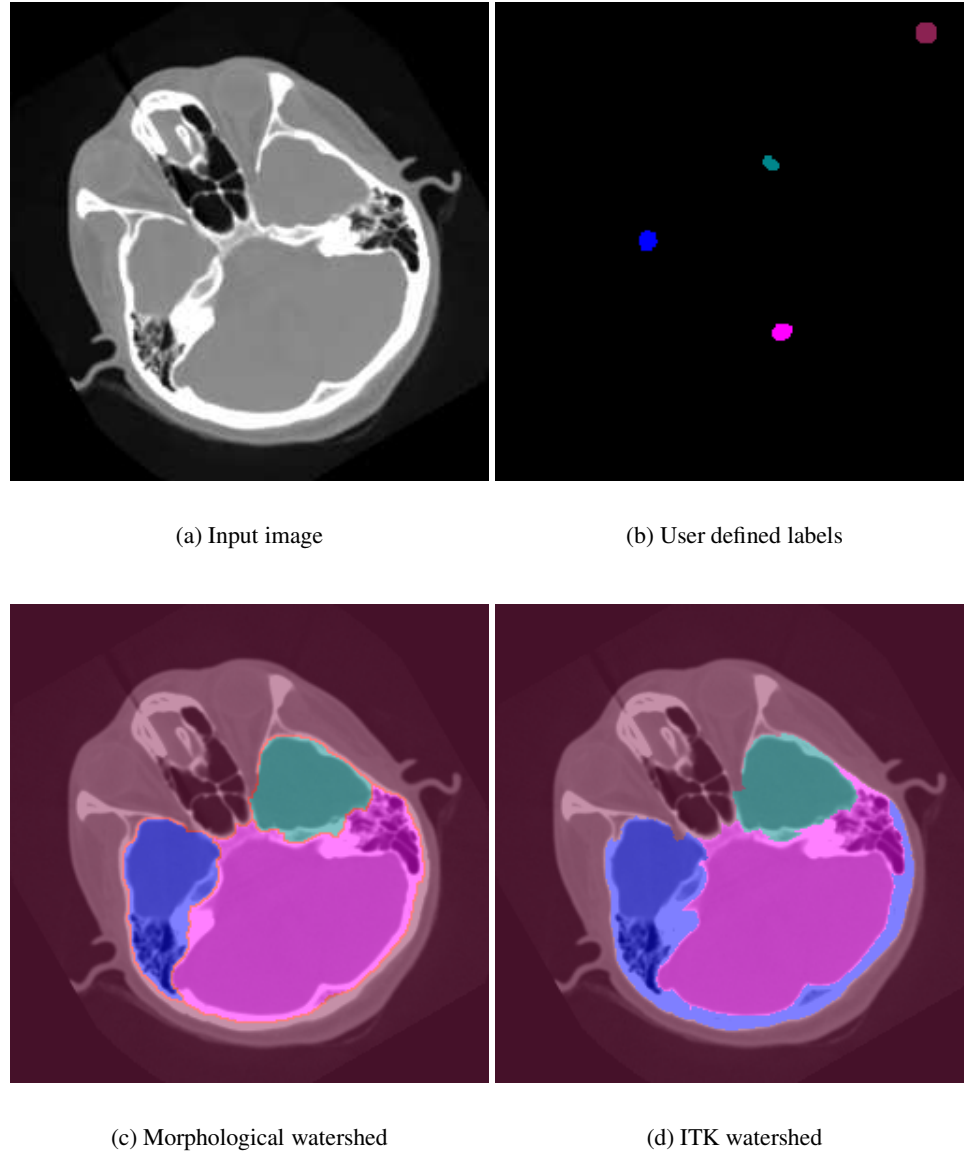 (a) Input image
(b) User defined labels
(c) Morphological watershed
(d) ITK watershed